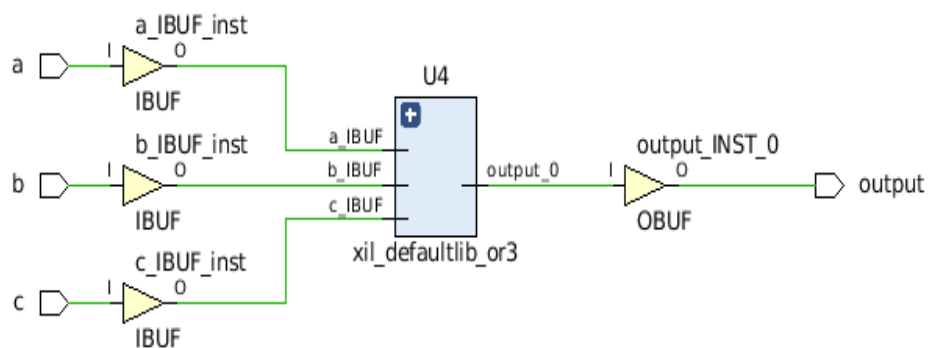 a_IBUF_inst
a
I
O
IBUF
U4
+
a_IBUF
b_IBUF_inst
b
I
O
IBUF
b_IBUF
output_0
c_IBUF
xil_defaultlib_or3
output_INST_0
I
O
OBUF
output
c_IBUF_inst
c
I
O
IBUF